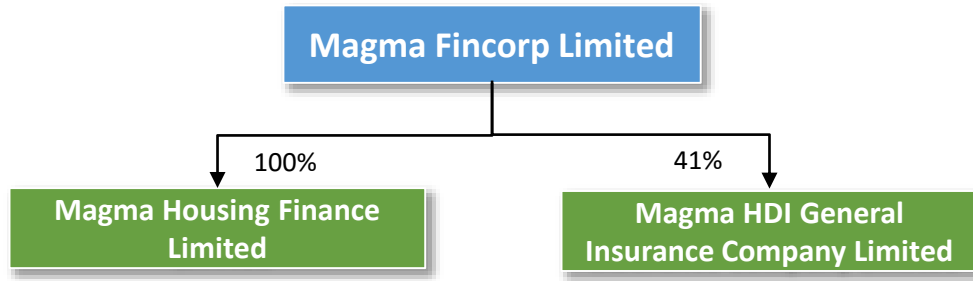 Magma Fincorp Limited
100%
41%
Magma Housing Finance
Limited
Magma HDI General
Insurance Company Limited